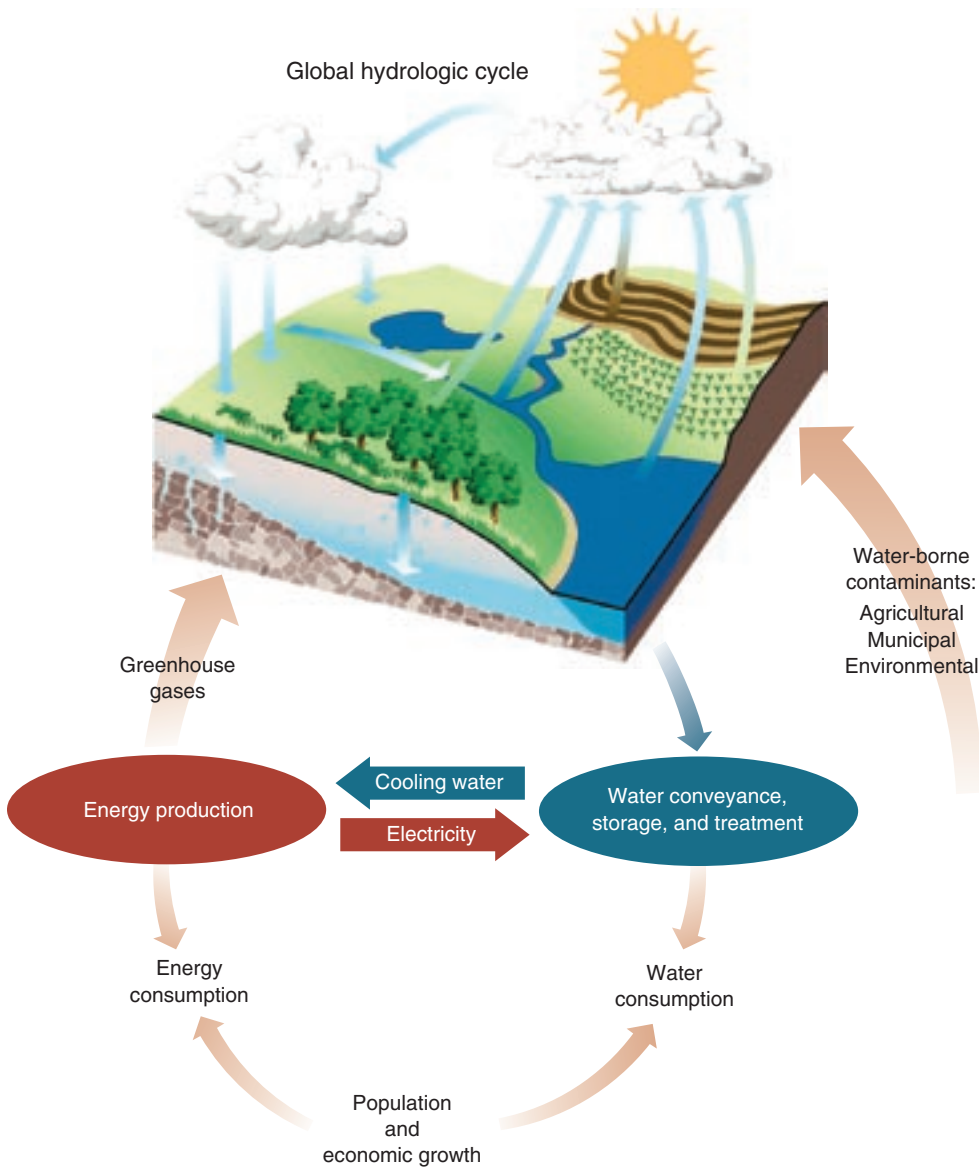 Global hydrologic cycle
Water-borne
contaminants:
Agricultural
Municipal
Environmental
Greenhouse
gases
Cooling water
Energy production
Water conveyance,
storage, and treatment
Electricity
Energy
consumption
Water
consumption
Population
and
economic growth